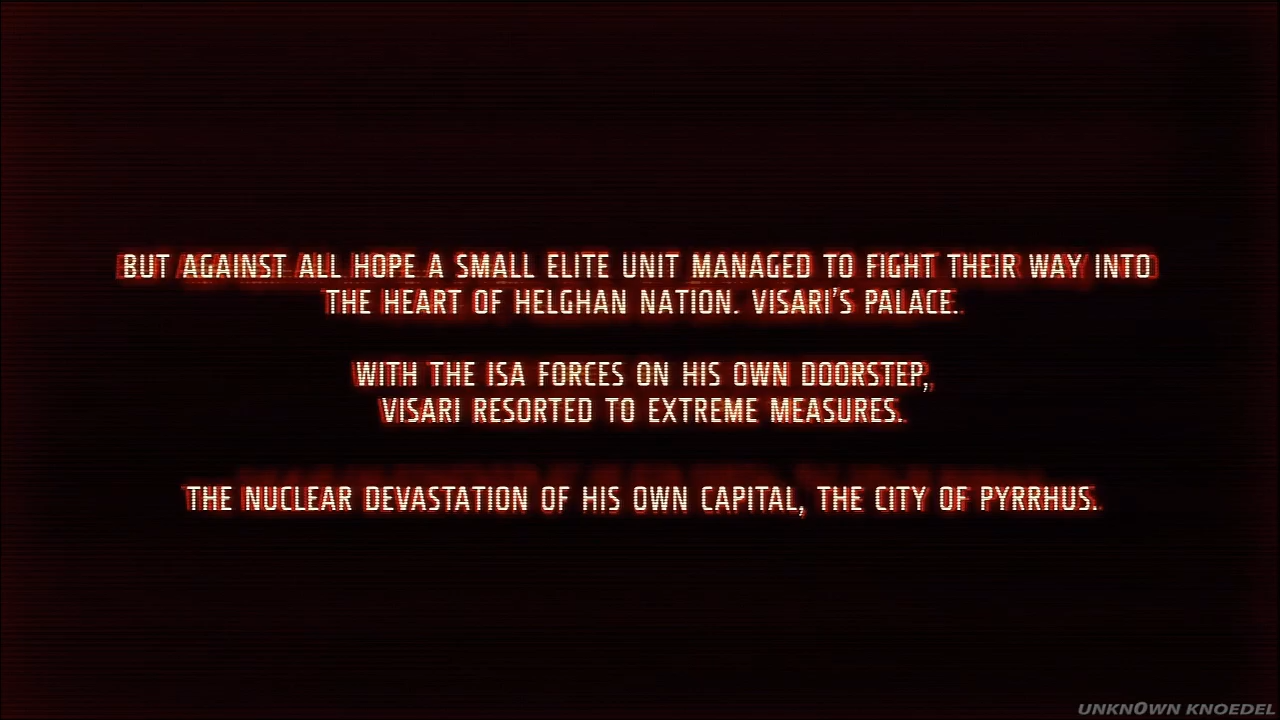 BUT AGAINST ALL HOPE A SMALL ELITE UNIT MANAGED TO FIGHT THEIR WAY INTO
THE HEART OF HELGHAN NATION. VISARI'S PALACE.
WITH THE ISA FORCES ON HIS OWN DOORSTEP,
VISARI RESORTED TO EXTREME MEASURES.
THE NUCLEAR DEVASTATION OF HIS OWN CAPITAL, THE CITY OF PYRRHUS.
UNKN0WN KNOEDEL